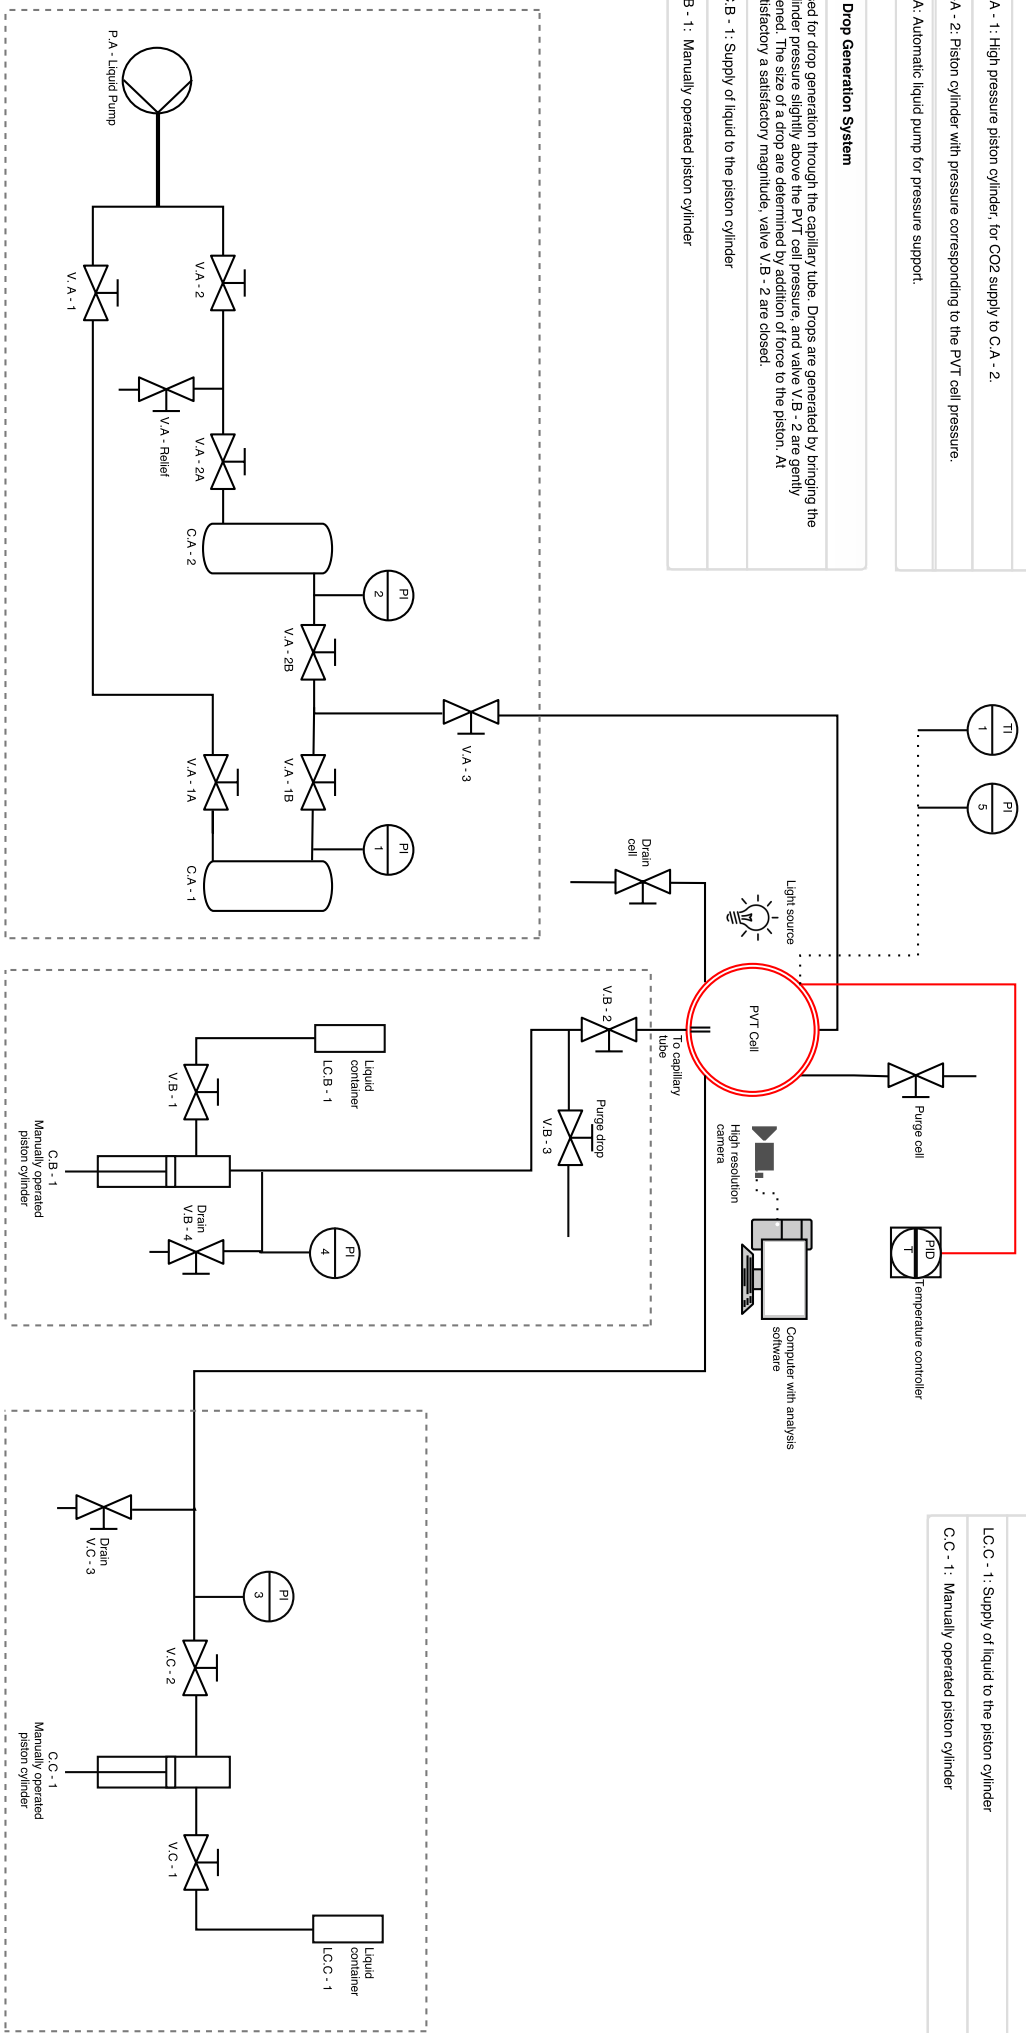 A - 1: High pressure piston cylinder, for CO2 supply to C.A - 2.
A - 2: Piston cylinder with pressure corresponding to the PVT cell pressure.
A: Automatic liquid pump for pressure support.
Drop Generation System
ed for drop generation through the capillary tube. Drops are generated by bringing the
inder pressure slightlly above the PVT cell pressure, and valve V.B - 2 are gently
ened. The size of a drop are determined by addition of force to the piston. At
tisfactory a satisfactory magnitude, valve V.B - 2 are closed.
C.B - 1: Supply of liquid to the piston cylinder
B - 1: Manually operated piston cylinder
LC.C - 1: Supply of liquid to the piston cylinder
C.C - 1: Manually operated piston cylinder
TI
1
PI
5
Purge cell
PID
T
Temperature controller
Light source
PVT Cell
High resolution
camera
Computer with analysis
software
Drain
cell
To capillary
tube
V.A - 3
V.B - 2
Purge drop
V.B - 3
PI
2
PI
1
V.A - 2B
V.A - 1B
C.A - 2
C.A - 1
V.A - 1A
V.A - 2
V.A - 2A
V.A - Relief
P.A - Liquid Pump
V.A - 1
Liquid
container
LC.B - 1
PI
4
V.B - 1
Drain
V.B - 4
C.B - 1
Manually operated
piston cylinder
PI
3
Drain
V.C - 3
V.C - 2
V.C - 1
C.C - 1
Manually operated
piston cylinder
Liquid
container
LC.C - 1